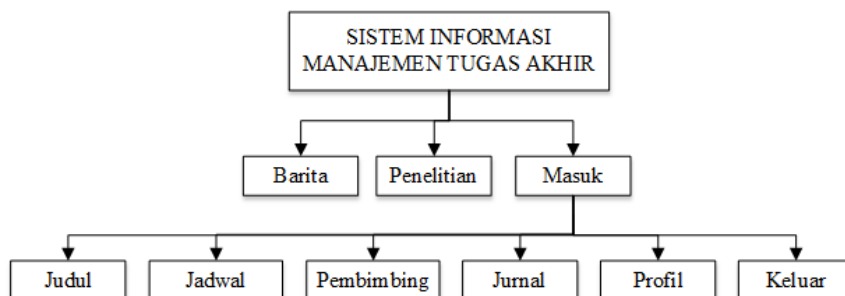 SISTEM INFORMASI
MANAJEMEN TUGAS AKHIR
Barita
Penelitian
Masuk
Judul
Jadwal
Pembimbing
Jurnal
Profil
Keluar